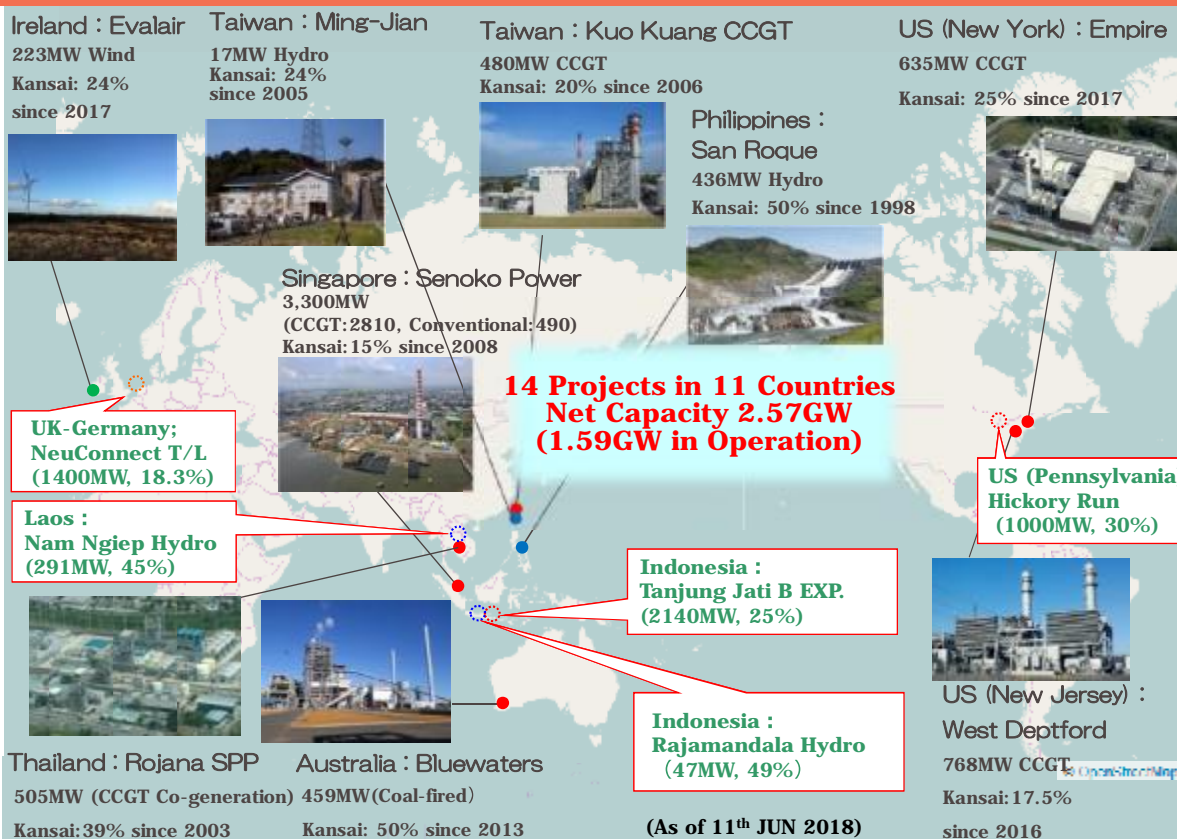 Ireland : Evalair
223MW Wind
Kansai: 24%
since 2017
Taiwan : Ming-Jian
17MW Hydro
Kansai: 24%
since 2005
Taiwan : Kuo Kuang CCGT
480MW CCGT
Kansai: 20% since 2006
US (New York) : Empire
635MW CCGT
Kansai: 25% since 2017
Philippines :
San Roque
436MW Hydro
Kansai: 50% since 1998
Singapore : Senoko Power
3,300MW
(CCGT:2810, Conventional:490)
Kansai:15% since 2008
14 Projects in 11 Countries
Net Capacity 2.57GW
(1.59GW in Operation)
UK-Germany;
NeuConnect T/L
(1400MW, 18.3%)
Laos :
Nam Ngiep Hydro
(291MW, 45%)
US (Pennsylvania
Hickory Run
(1000MW, 30%)
Indonesia :
Tanjung Jati B EXP.
(2140MW, 25%)
Indonesia :
Rajamandala Hydro
(47MW, 49%)
Thailand : Rojana SPP
505MW (CCGT Co-generation)
Kansai:39% since 2003
Australia : Bluewaters
459MW(Coal-fired)
Kansai: 50% since 2013
US (New Jersey) :
West Deptford
768MW CCGT
Kansai:17.5%
since 2016
© OpenStreetMap
(As of 11th JUN 2018)